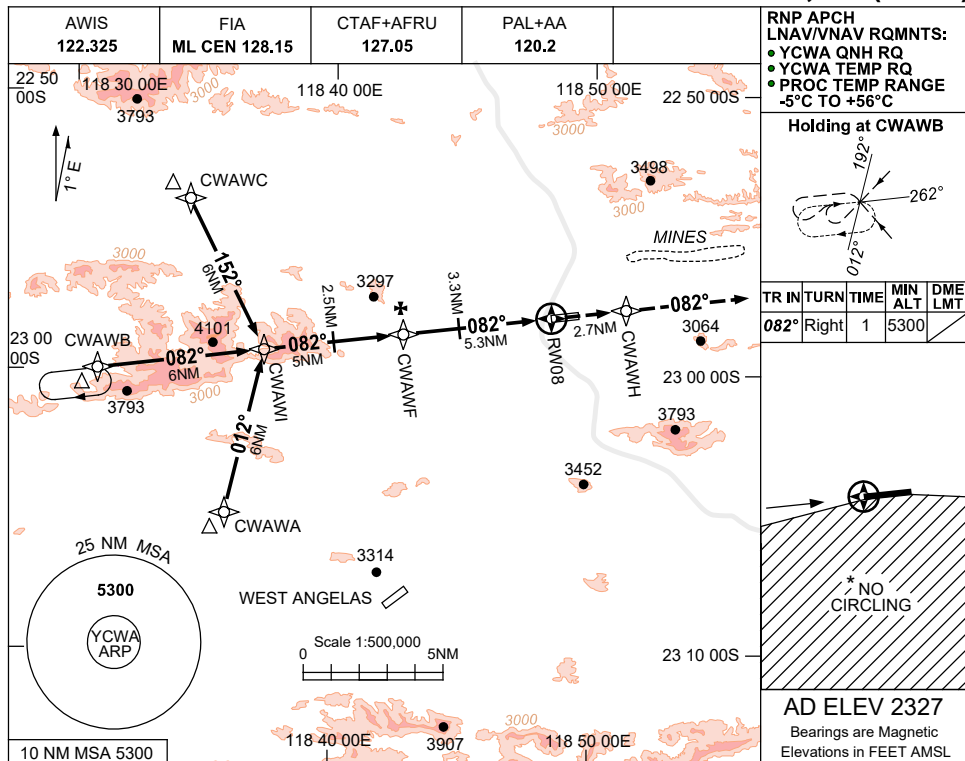 AWIS
122.325
FIA
ML CEN 128.15
CTAF+AFRU
127.05
PAL+AA
120.2
RNP APCH
LNAV/VNAV RQMNTS:
YCWA QNH RQ
YCWA TEMP RQ
PROC TEMP RANGE
-5°C TO +56°C
22 50
00S
118 30 00E
3000
118 40 00E
118 50 00E
22 50 00S
3000
3793
1° E
Holding at CWAWB
192°
262°
012°
CWAWC
3498
3000
MINES
152°
6NM
3000
3297
2.5NM
3.3NM
TR IN
TURN
TIME
MIN
ALT
DME
LMT
082°
Right
1
5300
4101
082°
082°
082°
2.7NM
3064
23 00
00S
CWAWB
082°
6NM
5NM
5.3NM
RW08
CWAWH
CWAWI
CWAWF
23 00 00S
3793
3000
012°
6NM
3793
3452
CWAWA
25 NM MSA
5300
YCWA
ARP
3314
WEST ANGELAS
* NO
CIRCLING
Scale 1:500,000
0
5NM
23 10 00S
AD ELEV 2327
Bearings are Magnetic
Elevations in FEET AMSL
3000
118 40 00E
3907
118 50 00E
3000
10 NM MSA 5300